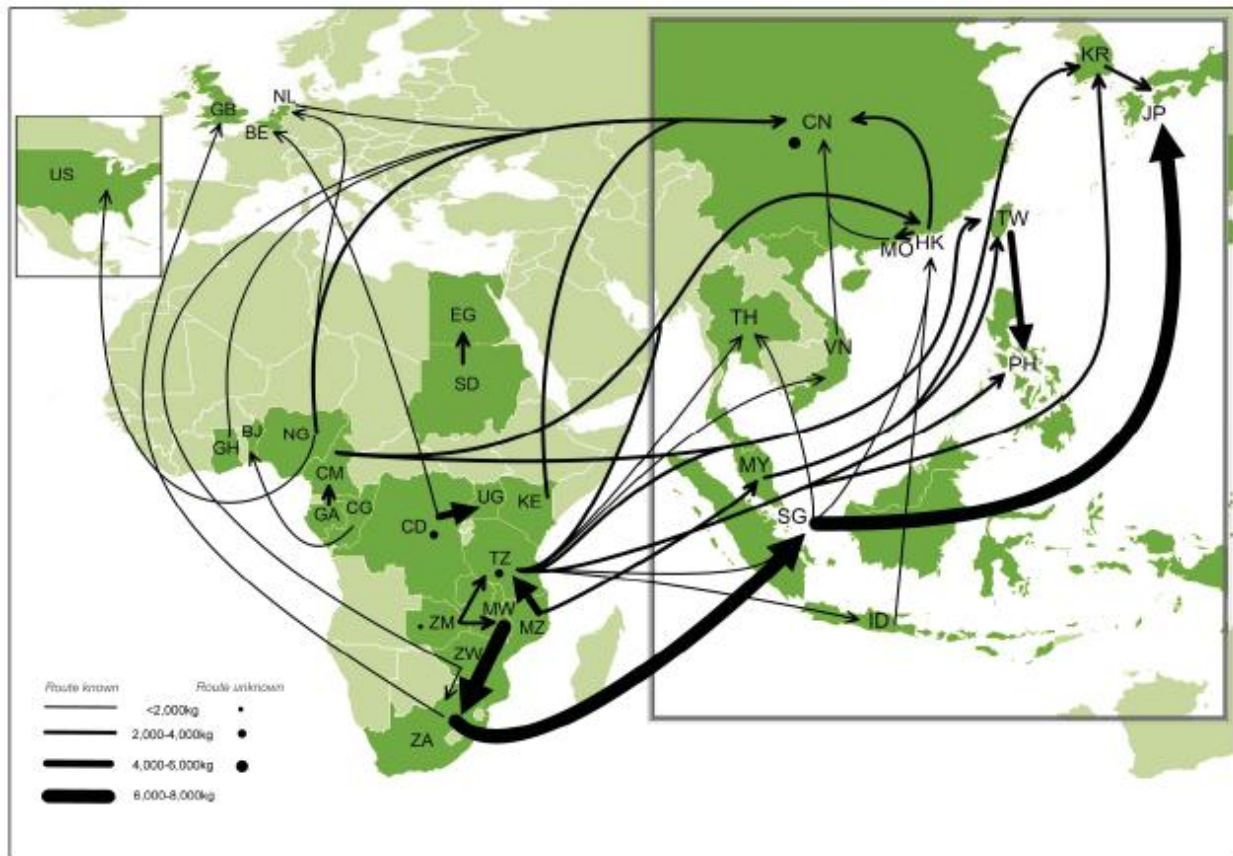 KR
NL
GB
JP
BE
CN
US
TW
MO HK
EG
TH
VN
SD
PH
BJ NG
GH
MY
CM
UG KE
CG
GA
SG
CD
TZ
MW
ZM MZ
ID
ZW
Route known Route unknown
<2,000kg
2,000-4,000kg
ZA
4,000-5,000kg
6,000-8,000kg